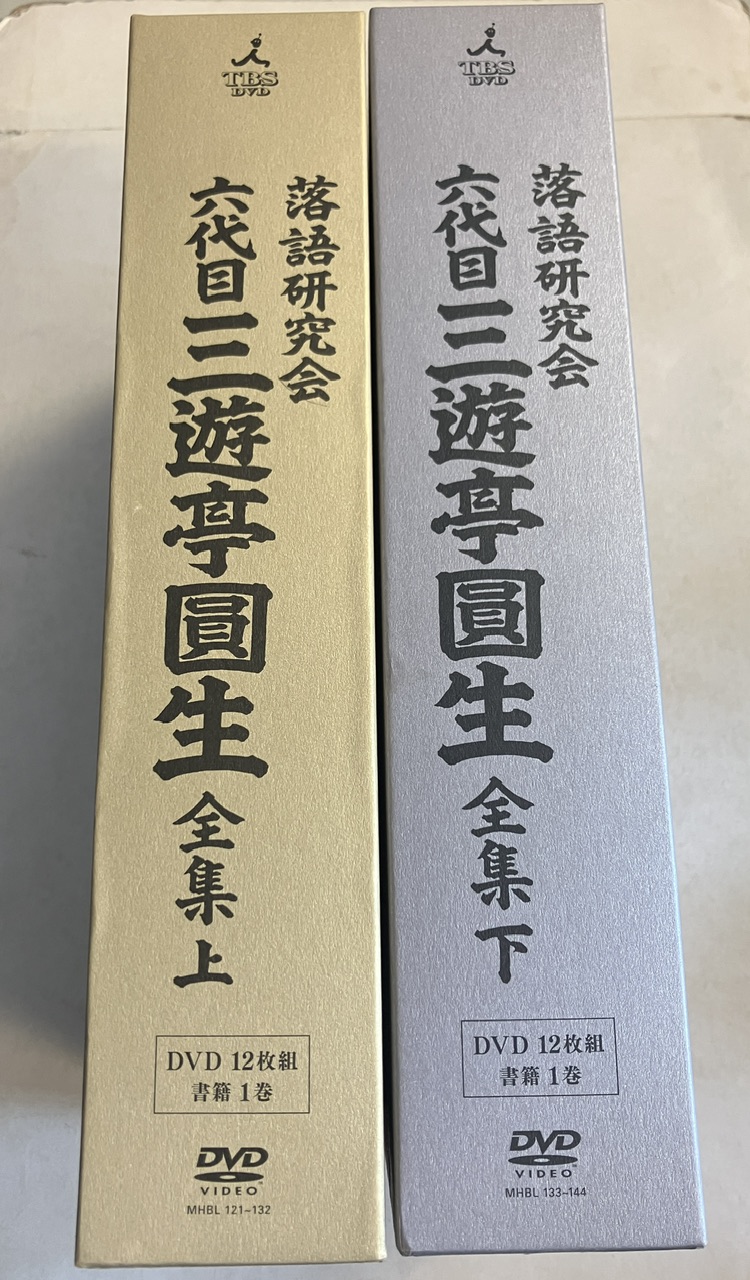 TBS
DVD
落語研究会
六代目 三遊亭圓生 全集 上
DVD 12枚組
書籍 1巻
DVD
VIDEO™
MHBL 121~132
TBS
DVD
落語研究会
六代目 三遊亭圓生 全集 下
DVD 12枚組
書籍 1巻
DVD
VIDEO™
MHBL 133~144